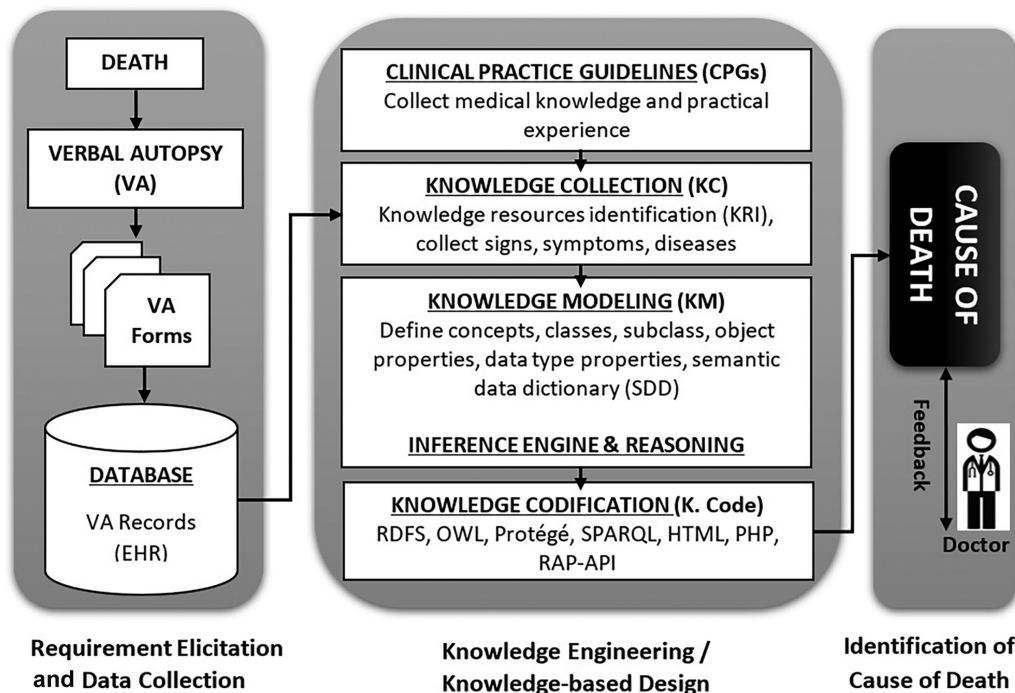 DEATH
VERBAL AUTOPSY
(VA)
VA
Forms
DATABASE
VA Records
(EHR)
Requirement Elicitation
and Data Collection
CLINICAL PRACTICE GUIDELINES (CPGs)
Collect medical knowledge and practical
experience
KNOWLEDGE COLLECTION (KC)
Knowledge resources identification (KRI),
collect signs, symptoms, diseases
KNOWLEDGE MODELING (KM)
Define concepts, classes, subclass, object
properties, data type properties, semantic
data dictionary (SDD)
INFERENCE ENGINE & REASONING
KNOWLEDGE CODIFICATION (K. Code)
RDFS, OWL, Protégé, SPARQL, HTML, PHP,
RAP-API
Knowledge Engineering /
Knowledge-based Design
CAUSE OF
DEATH
Feedback
Doctor
Identification of
Cause of Death